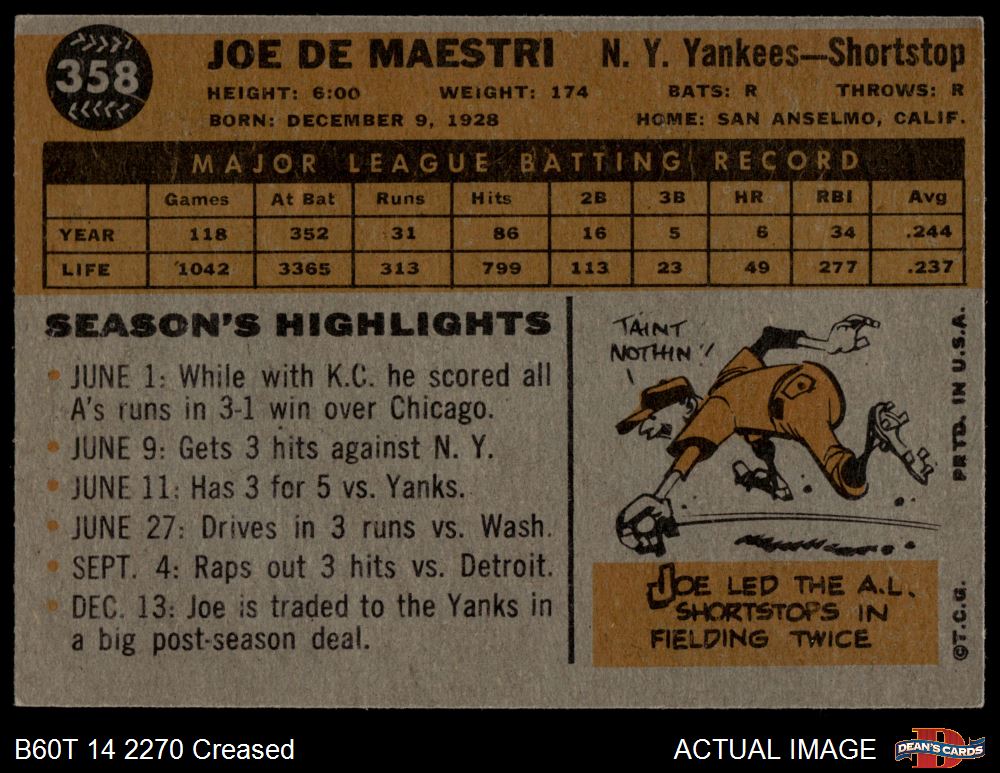 358
JOE DE MAESTRI N. Y. Yankees—Shortstop
HEIGHT: 6:00 WEIGHT: 174 BATS: R THROWS: R
BORN: DECEMBER 9, 1928 HOME: SAN ANSELMO, CALIF.
MAJOR LEAGUE BATTING RECORD
Games At Bat Runs Hits 2B 3B HR RBI Avg
YEAR 118 352 31 86 16 5 6 34 .244
LIFE 1042 3365 313 799 113 23 49 277 .237
SEASON'S HIGHLIGHTS
• JUNE 1: While with K.C. he scored all
A's runs in 3-1 win over Chicago.
• JUNE 9: Gets 3 hits against N. Y.
• JUNE 11: Has 3 for 5 vs. Yanks.
• JUNE 27: Drives in 3 runs vs. Wash.
• SEPT. 4: Raps out 3 hits vs. Detroit.
• DEC. 13: Joe is traded to the Yanks in
a big post-season deal.
'TAINT
NOTHIN'!
JOE LED THE A.L.
SHORTSTOPS IN
FIELDING TWICE
PRTD. IN U.S.A.
©T.C.G.
B60T 14 2270 Creased ACTUAL IMAGE DEAN'S CARDS